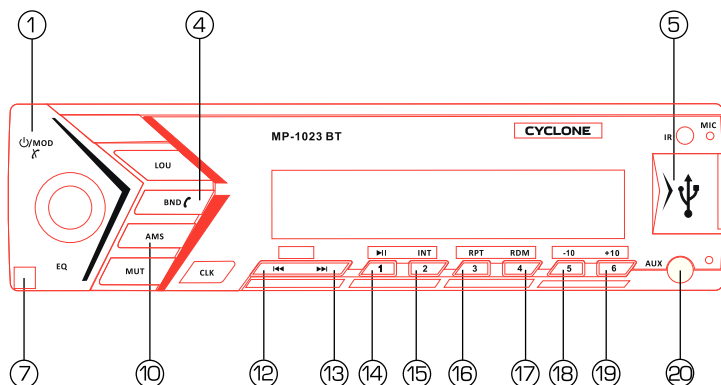 1 4 5
MP-1023 BT CYCLONE MIC
IR
⏻/MOD
LOU
BND
AMS
EQ MUT CLK
⏯ INT RPT RDM -10 +10
⏮ ⏭ 1 2 3 4 5 6 AUX
7 10 12 13 14 15 16 17 18 19 20